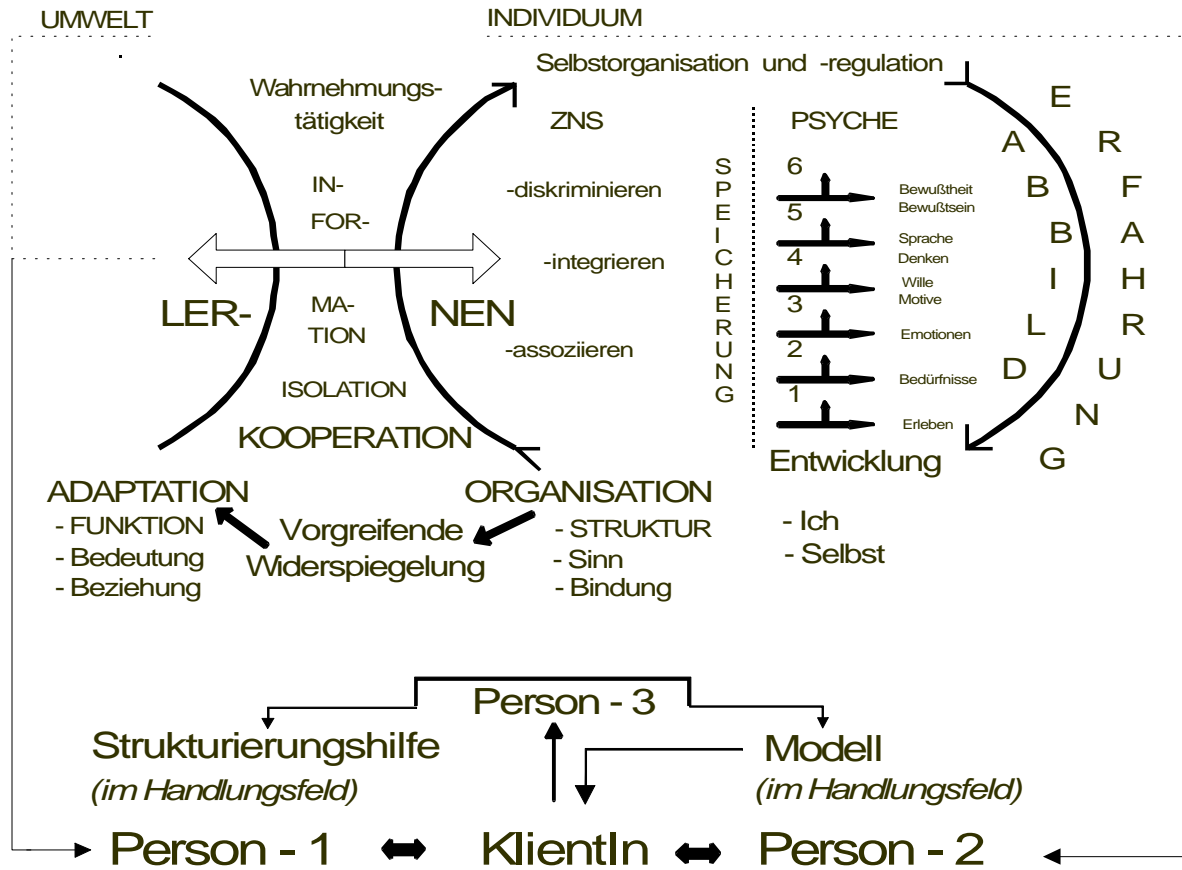 UMWELT
INDIVIDUUM
Selbstorganisation und -regulation
Wahrnehmungs-
tätigkeit
ZNS
PSYCHE
IN-
FOR-
MA-
TION
LER-
NEN
ISOLATION
KOOPERATION
-diskriminieren
-integrieren
-assoziieren
SPEICHERUNG
6
Bewußtheit
Bewußtsein
5
Sprache
Denken
4
Wille
Motive
3
Emotionen
2
Bedürfnisse
1
Erleben
ABBILD
ERFAHRUNG
Entwicklung
- Ich
- Selbst
ADAPTATION
- FUNKTION
- Bedeutung
- Beziehung
Vorgreifende
Widerspiegelung
ORGANISATION
- STRUKTUR
- Sinn
- Bindung
Person - 3
Strukturierungshilfe
(im Handlungsfeld)
Modell
(im Handlungsfeld)
Person - 1
KlientIn
Person - 2